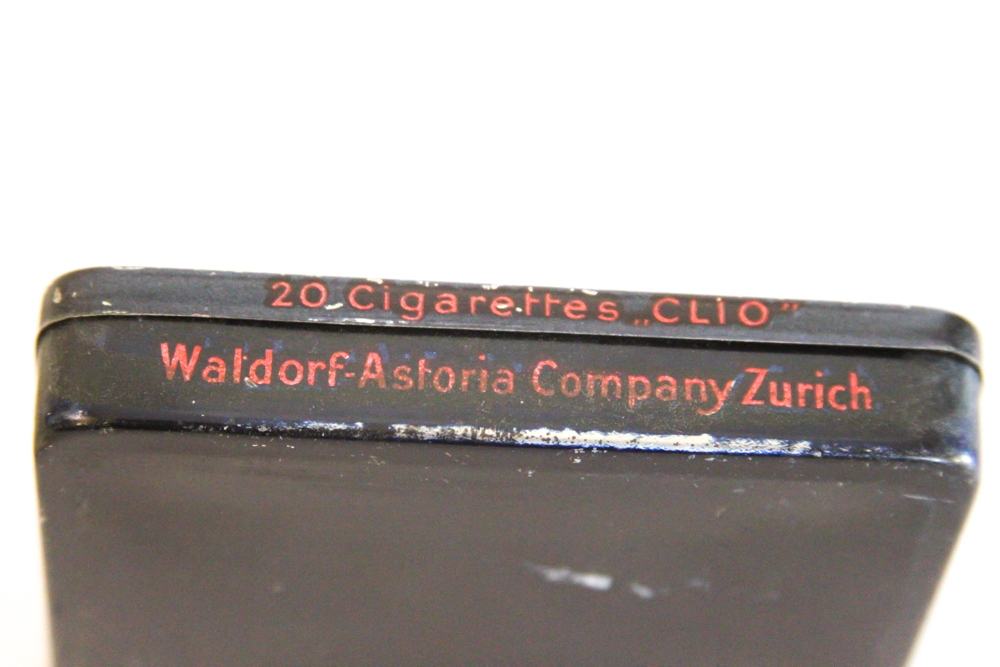 20 Cigarettes „CLIO”
Waldorf-Astoria Company Zurich